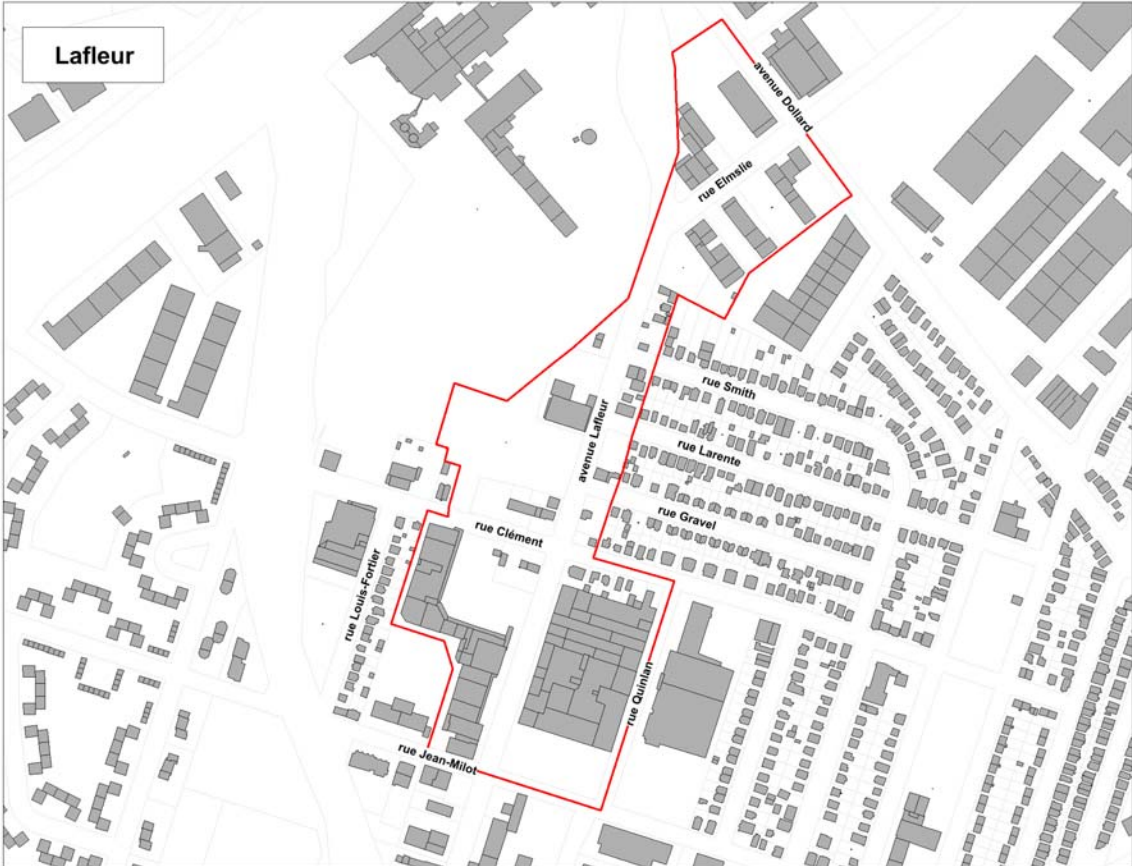 Lafleur
avenue Dollard
rue Elmslie
rue Smith
avenue Lafleur
rue Larente
rue Gravel
rue Clément
rue Louis-Fortier
rue Quinlan
rue Jean-Milot